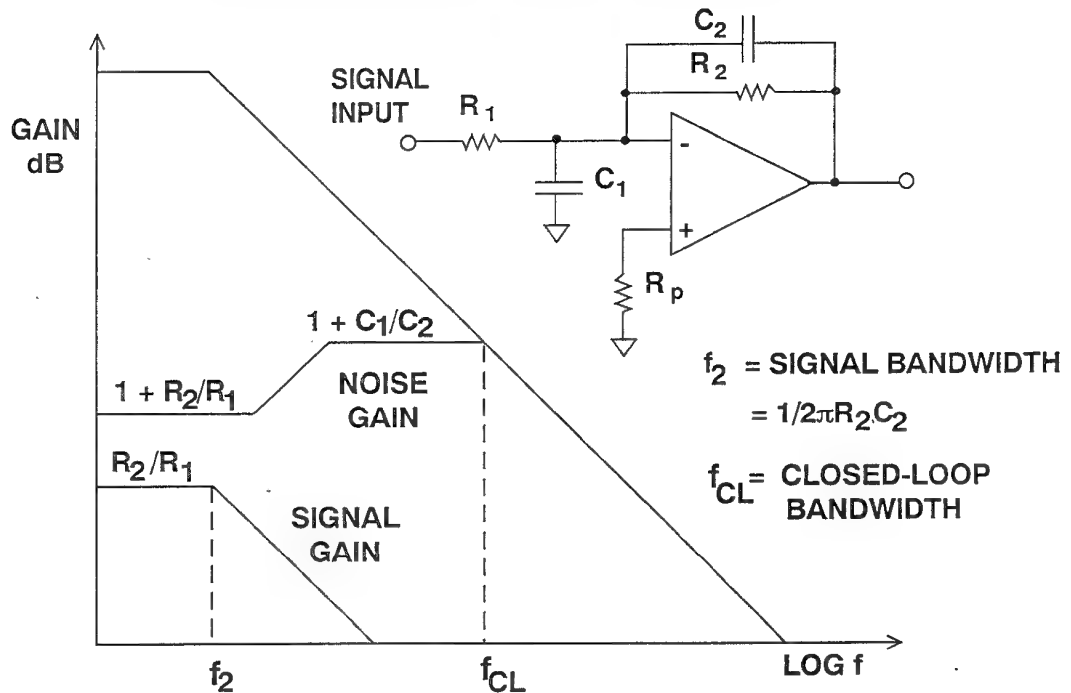 GAIN
dB
SIGNAL
INPUT
R1
C1
C2
R2
-
+
Rp
1 + C1/C2
NOISE
GAIN
1 + R2/R1
R2/R1
SIGNAL
GAIN
f2 = SIGNAL BANDWIDTH
= 1/2πR2C2
fCL = CLOSED-LOOP
BANDWIDTH
f2
fCL
LOG f